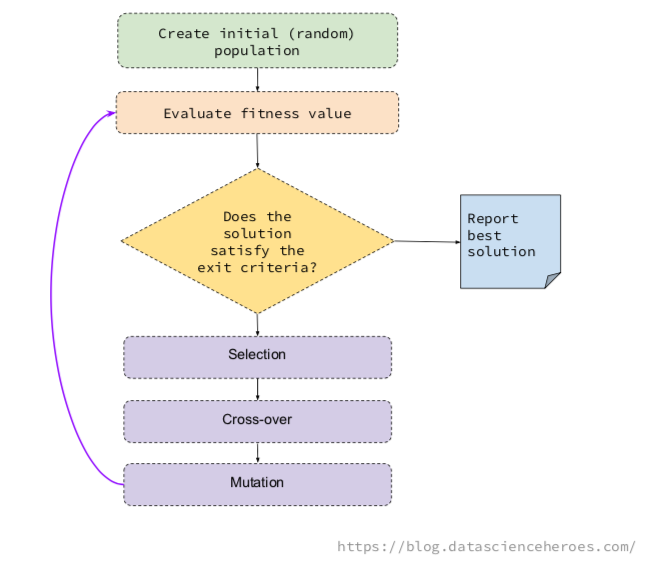 Create initial (random)
population
Evaluate fitness value
Does the
solution
satisfy the
exit criteria?
Report
best
solution
Selection
Cross-over
Mutation
https://blog.datascienceheroes.com/